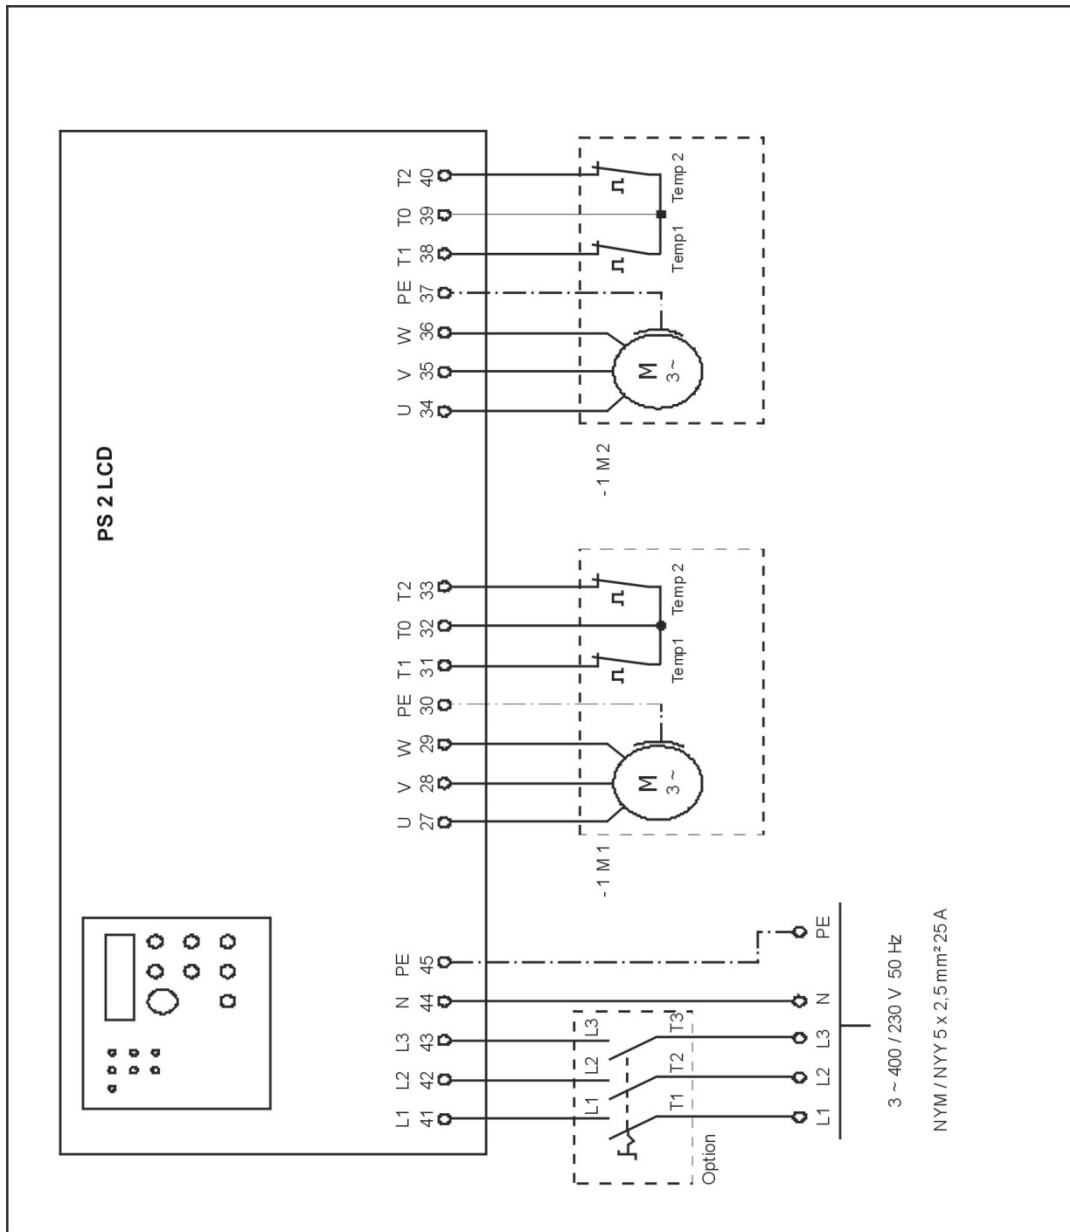 PS 2 LCD
L1 L2 L3 N PE U V W PE T1 T0 T2 U V W PE T1 T0 T2
41 42 43 44 45 27 28 29 30 31 32 33 34 35 36 37 38 39 40
L1 L2 L3
T1 T2 T3
Option
- 1 M 1
M
3 ~
Temp1 Temp 2
- 1 M 2
M
3 ~
Temp1 Temp 2
L1 L2 L3 N PE
3 ~ 400 / 230 V 50 Hz
NYM / NYY 5 x 2,5mm² 25 A